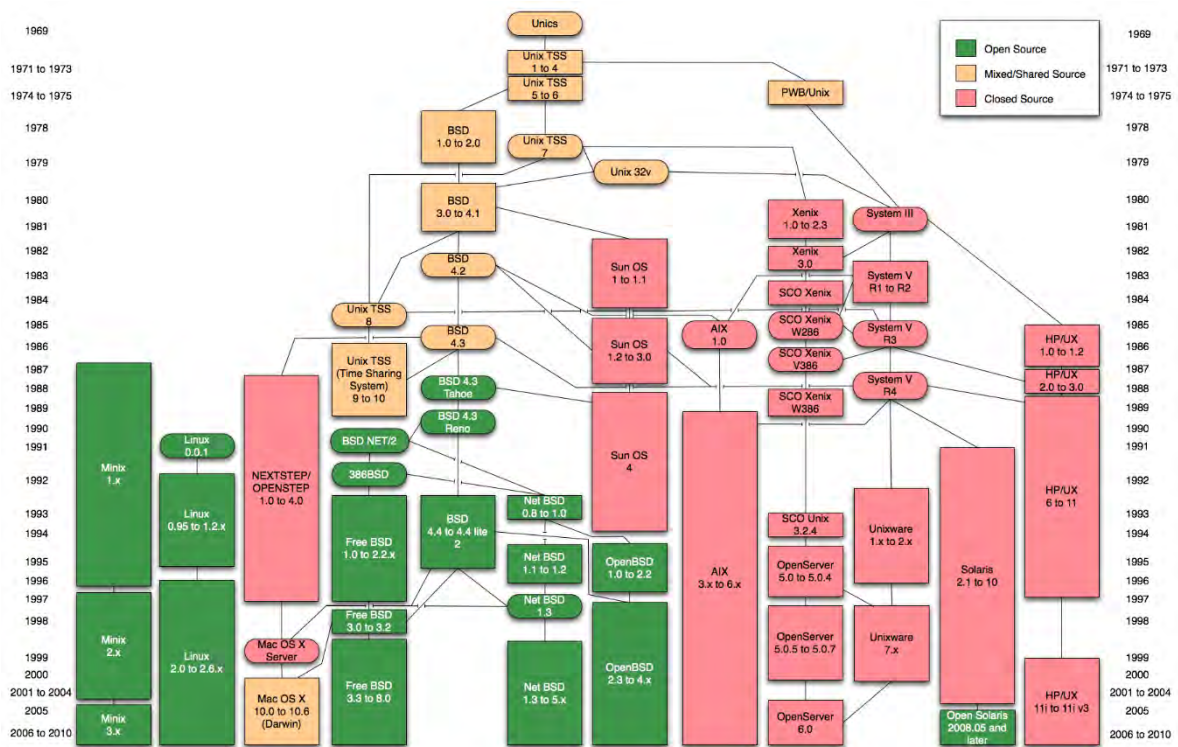 1969
1971 to 1973
1974 to 1975
1978
1979
1980
1981
1982
1983
1984
1985
1986
1987
1988
1989
1990
1991
1992
1993
1994
1995
1996
1997
1998
1999
2000
2001 to 2004
2005
2006 to 2010
Unics
Unix TSS
1 to 4
Unix TSS
5 to 6
PWB/Unix
BSD
1.0 to 2.0
Unix TSS
7
Unix 32v
BSD
3.0 to 4.1
Xenix
1.0 to 2.3
System III
Xenix
3.0
BSD
4.2
Sun OS
1 to 1.1
System V
R1 to R2
SCO Xenix
Unix TSS
8
BSD
4.3
Sun OS
1.2 to 3.0
AIX
1.0
SCO Xenix
W286
System V
R3
HP/UX
1.0 to 1.2
Unix TSS
(Time Sharing
System)
9 to 10
SCO Xenix
V386
HP/UX
2.0 to 3.0
BSD 4.3
Tahoe
System V
R4
SCO Xenix
W386
BSD 4.3
Reno
Linux
0.0.1
BSD NET/2
Minix
1.x
NEXTSTEP/
OPENSTEP
1.0 to 4.0
386BSD
Sun OS
4
HP/UX
6 to 11
Linux
0.95 to 1.2.x
Net BSD
0.8 to 1.0
BSD
4.4 to 4.4 lite
2
SCO Unix
3.2.4
Unixware
1.x to 2.x
Free BSD
1.0 to 2.2.x
Net BSD
1.1 to 1.2
OpenBSD
1.0 to 2.2
AIX
3.x to 6.x
OpenServer
5.0 to 5.0.4
Solaris
2.1 to 10
Net BSD
1.3
Free BSD
3.0 to 3.2
Minix
2.x
Mac OS X
Server
Linux
2.0 to 2.6.x
OpenServer
5.0.5 to 5.0.7
Unixware
7.x
OpenBSD
2.3 to 4.x
Free BSD
3.3 to 8.0
Net BSD
1.3 to 5.x
Mac OS X
10.0 to 10.6
(Darwin)
HP/UX
11i to 11i v3
Minix
3.x
OpenServer
6.0
Open Solaris
2008.05 and
later
Open Source
Mixed/Shared Source
Closed Source
1969
1971 to 1973
1974 to 1975
1978
1979
1980
1981
1982
1983
1984
1985
1986
1987
1988
1989
1990
1991
1992
1993
1994
1995
1996
1997
1998
1999
2000
2001 to 2004
2005
2006 to 2010